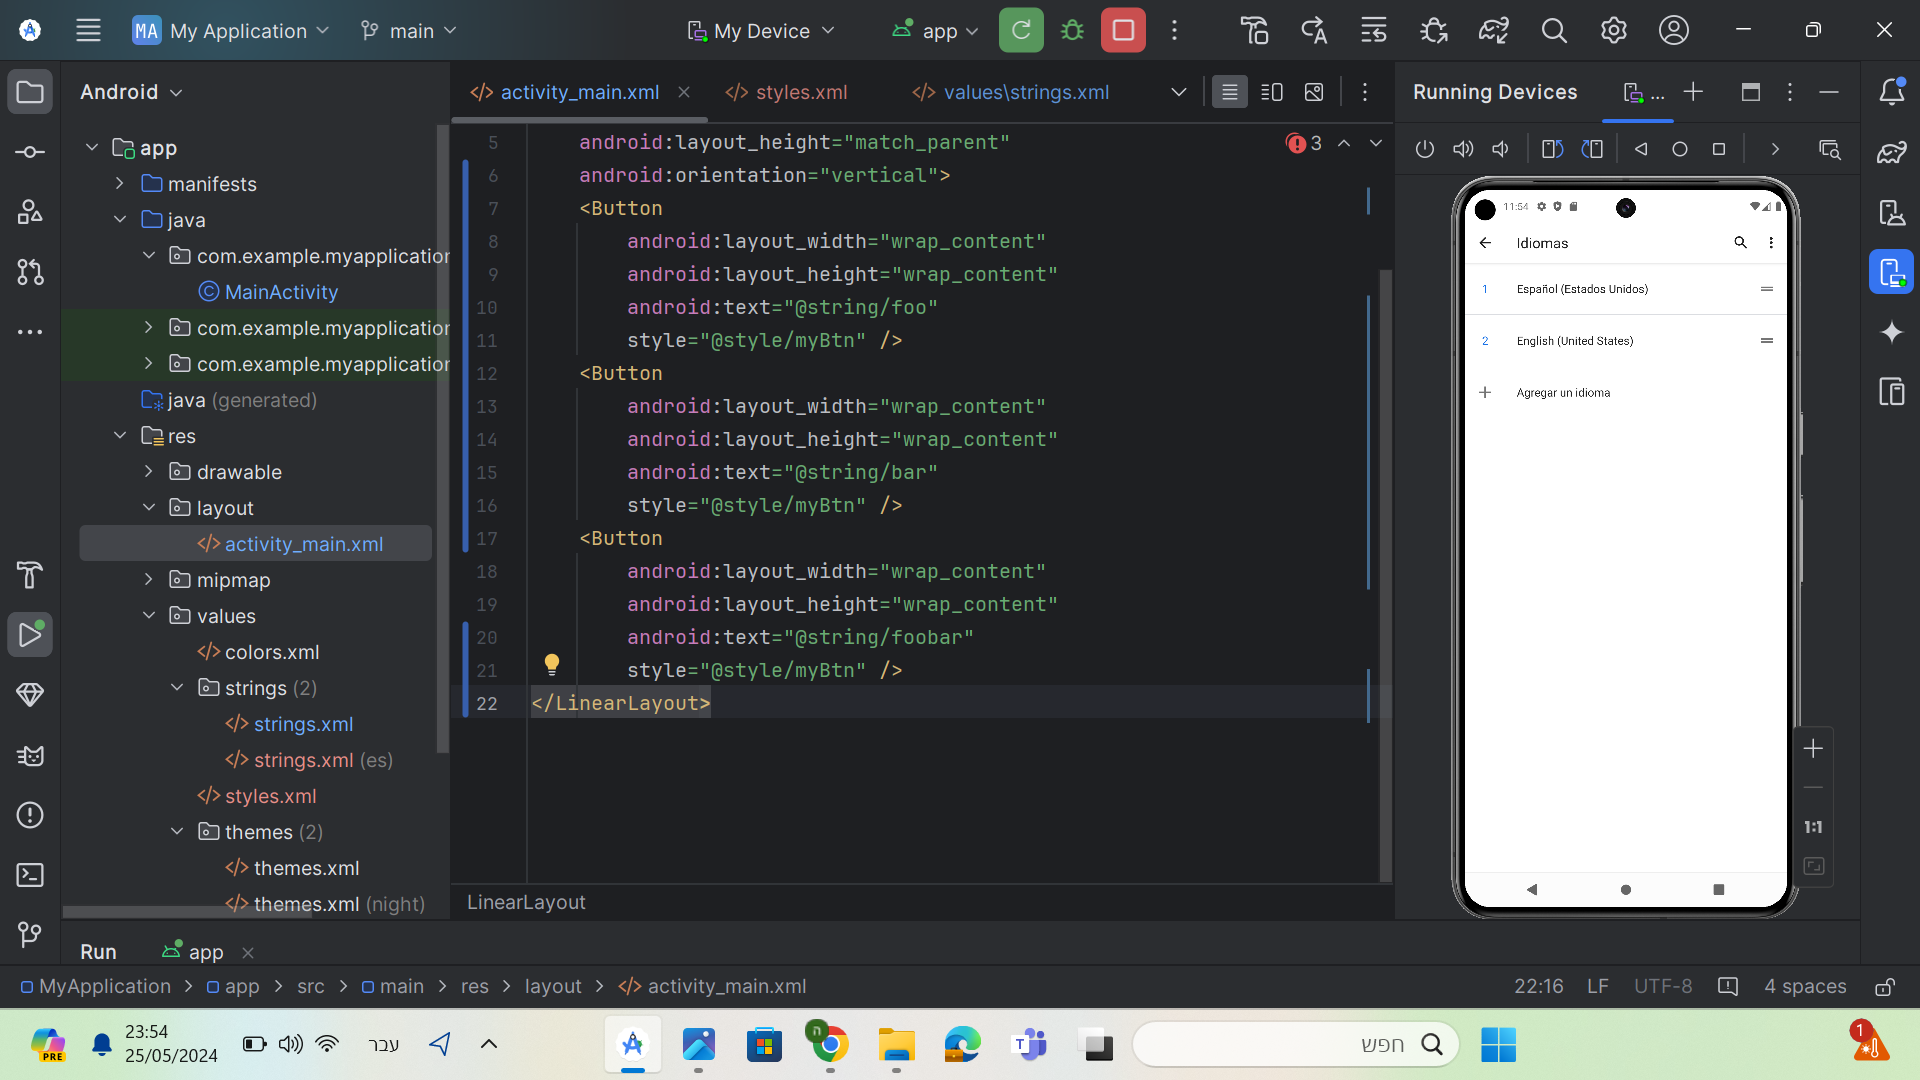 MA My Application
main
My Device
app
Android
app
manifests
java
com.example.myapplication
MainActivity
com.example.myapplication
com.example.myapplication
java (generated)
res
drawable
layout
activity_main.xml
mipmap
values
colors.xml
strings (2)
strings.xml
strings.xml (es)
styles.xml
themes (2)
themes.xml
themes.xml (night)
activity_main.xml
styles.xml
values\strings.xml
3
5 android:layout_height="match_parent"
6 android:orientation="vertical">
7 <Button
8 android:layout_width="wrap_content"
9 android:layout_height="wrap_content"
10 android:text="@string/foo"
11 style="@style/myBtn" />
12 <Button
13 android:layout_width="wrap_content"
14 android:layout_height="wrap_content"
15 android:text="@string/bar"
16 style="@style/myBtn" />
17 <Button
18 android:layout_width="wrap_content"
19 android:layout_height="wrap_content"
20 android:text="@string/foobar"
21 style="@style/myBtn" />
22 </LinearLayout>
LinearLayout
Running Devices
...
11:54
Idiomas
1 Español (Estados Unidos)
2 English (United States)
Agregar un idioma
1:1
Run
app
MyApplication > app > src > main > res > layout > activity_main.xml
22:16 LF UTF-8 4 spaces
PRE
23:54
25/05/2024
עבר
ה
חפש
1